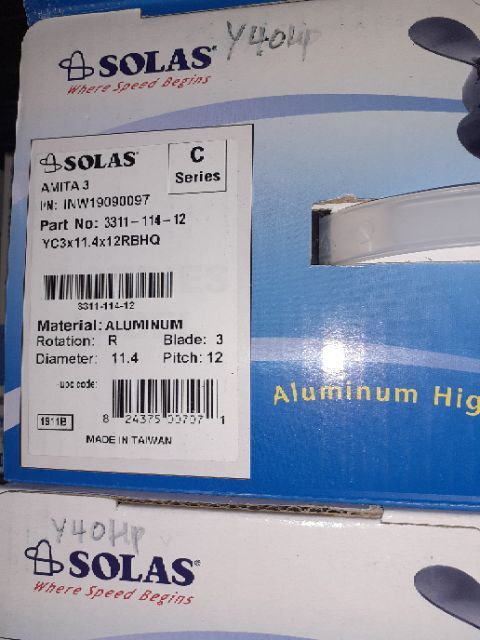 Y40HP
SOLAS®
Where Speed Begins
SOLAS®
C
Series
AMITA 3
I/N: INW19090097
Part No: 3311-114-12
YC3x11.4x12RBHQ
3311-114-12
Material: ALUMINUM
Rotation: R Blade: 3
Diameter: 11.4 Pitch: 12
-upc code:
8 24375 00707 1
1911B
MADE IN TAIWAN
Aluminum Hig
Y40HP
SOLAS®
Where Speed Begins